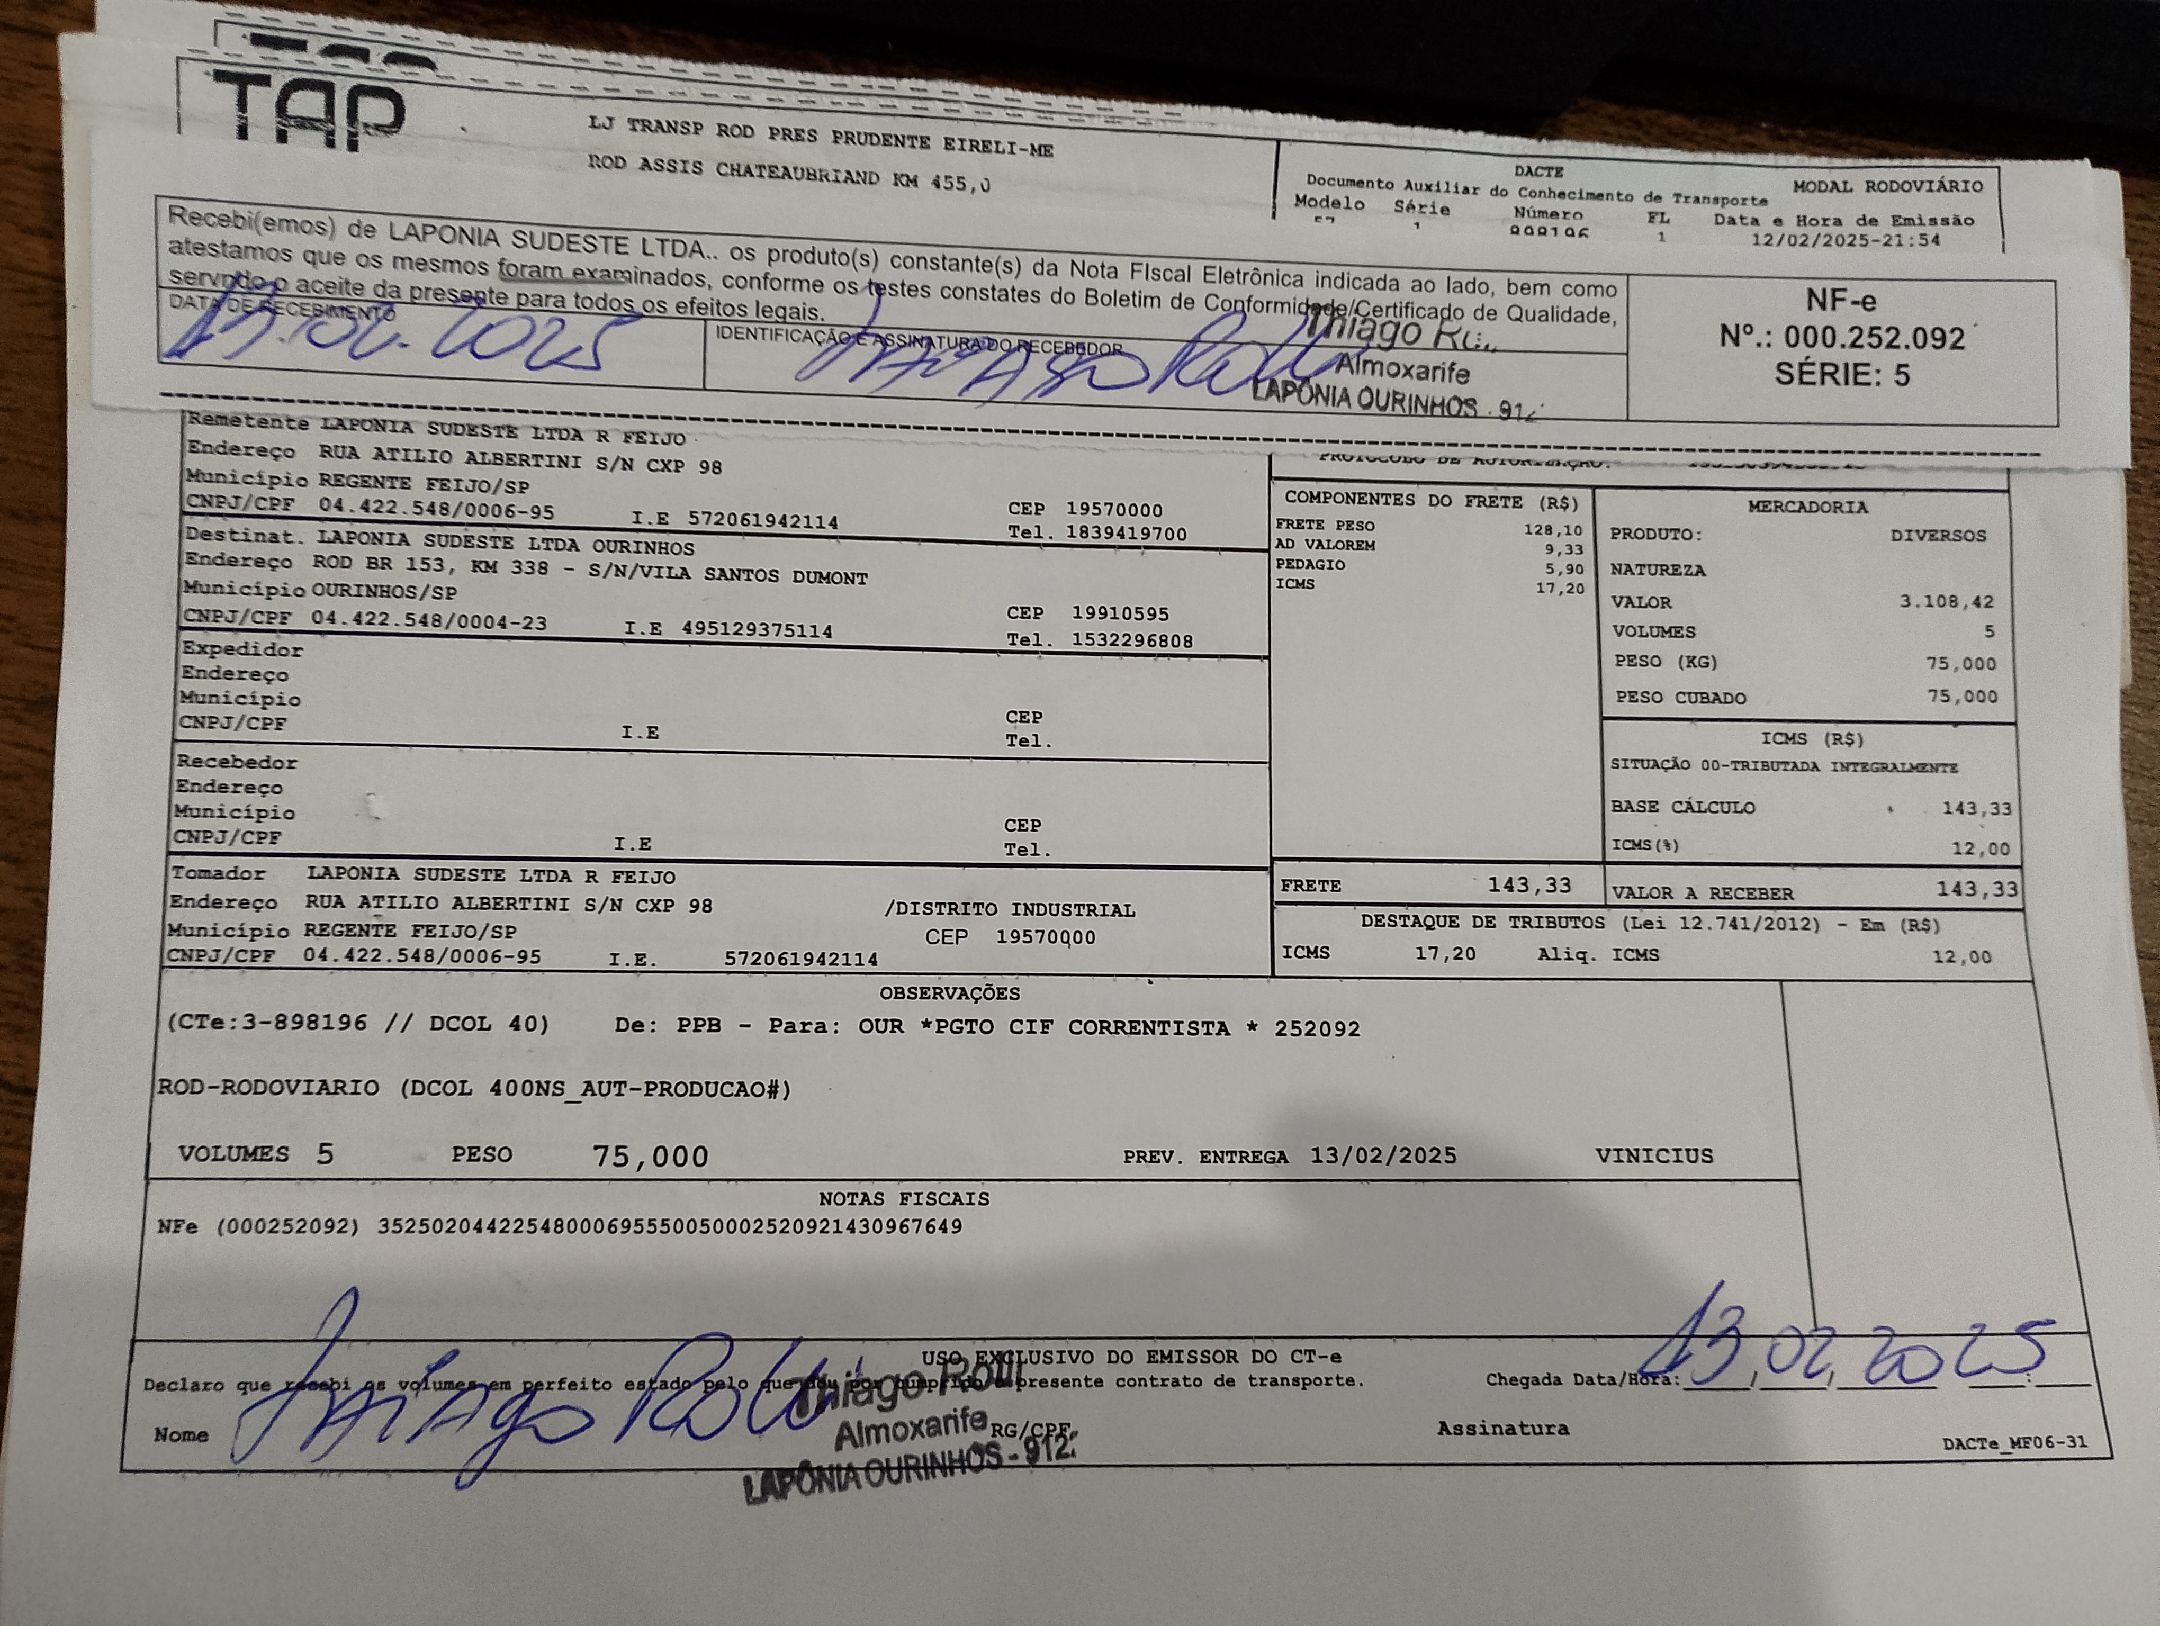 TAP
LJ TRANSP ROD PRES PRUDENTE EIRELI-ME
ROD ASSIS CHATEAUBRIAND KM 455,0
DACTE
Documento Auxiliar do Conhecimento de Transporte
MODAL RODOVIÁRIO
Modelo Série Número FL Data e Hora de Emissão
57 1 898196 1 12/02/2025-21:54
Recebi(emos) de LAPONIA SUDESTE LTDA.. os produto(s) constante(s) da Nota FIscal Eletrônica indicada ao lado, bem como
atestamos que os mesmos foram examinados, conforme os testes constates do Boletim de Conformidade/Certificado de Qualidade,
servndo o aceite da presente para todos os efeitos legais.
DATA DE RECEBIMENTO
13.02.2025
IDENTIFICAÇÃO E ASSINATURA DO RECEBEDOR
Thiago
Almoxarife
LAPÔNIA OURINHOS - 912
NF-e
Nº.: 000.252.092
SÉRIE: 5
Remetente LAPONIA SUDESTE LTDA R FEIJO
Endereço RUA ATILIO ALBERTINI S/N CXP 98
Município REGENTE FEIJO/SP
CEP 19570000
CNPJ/CPF 04.422.548/0006-95 I.E 572061942114 Tel. 1839419700
Destinat. LAPONIA SUDESTE LTDA OURINHOS
Endereço ROD BR 153, KM 338 - S/N/VILA SANTOS DUMONT
Município OURINHOS/SP
CEP 19910595
CNPJ/CPF 04.422.548/0004-23 I.E 495129375114 Tel. 1532296808
Expedidor
Endereço
Município
CEP
CNPJ/CPF I.E Tel.
Recebedor
Endereço
Município
CEP
CNPJ/CPF I.E Tel.
Tomador LAPONIA SUDESTE LTDA R FEIJO
Endereço RUA ATILIO ALBERTINI S/N CXP 98 /DISTRITO INDUSTRIAL
Município REGENTE FEIJO/SP CEP 19570000
CNPJ/CPF 04.422.548/0006-95 I.E. 572061942114
PROTOCOLO DE AUTORIZAÇÃO:
COMPONENTES DO FRETE (R$)
FRETE PESO 128,10
AD VALOREM 9,33
PEDAGIO 5,90
ICMS 17,20
MERCADORIA
PRODUTO: DIVERSOS
NATUREZA
VALOR 3.108,42
VOLUMES 5
PESO (KG) 75,000
PESO CUBADO 75,000
ICMS (R$)
SITUAÇÃO 00-TRIBUTADA INTEGRALMENTE
BASE CÁLCULO 143,33
ICMS(%) 12,00
FRETE 143,33
VALOR A RECEBER 143,33
DESTAQUE DE TRIBUTOS (Lei 12.741/2012) - Em (R$)
ICMS 17,20 Aliq. ICMS 12,00
OBSERVAÇÕES
(CTe:3-898196 // DCOL 40) De: PPB - Para: OUR *PGTO CIF CORRENTISTA * 252092
ROD-RODOVIARIO (DCOL 400NS_AUT-PRODUCAO#)
VOLUMES 5 PESO 75,000 PREV. ENTREGA 13/02/2025 VINICIUS
NOTAS FISCAIS
NFe (000252092) 35250204422548000695550050002520921430967649
USO EXCLUSIVO DO EMISSOR DO CT-e
Declaro que recebi os volumes em perfeito estado pelo que dou por cumprido o presente contrato de transporte.
Chegada Data/Hora: 13,02,2025
Nome Thiago
Thiago
Almoxarife
LAPÔNIA OURINHOS - 912
RG/CPF
Assinatura
DACTe_MF06-31